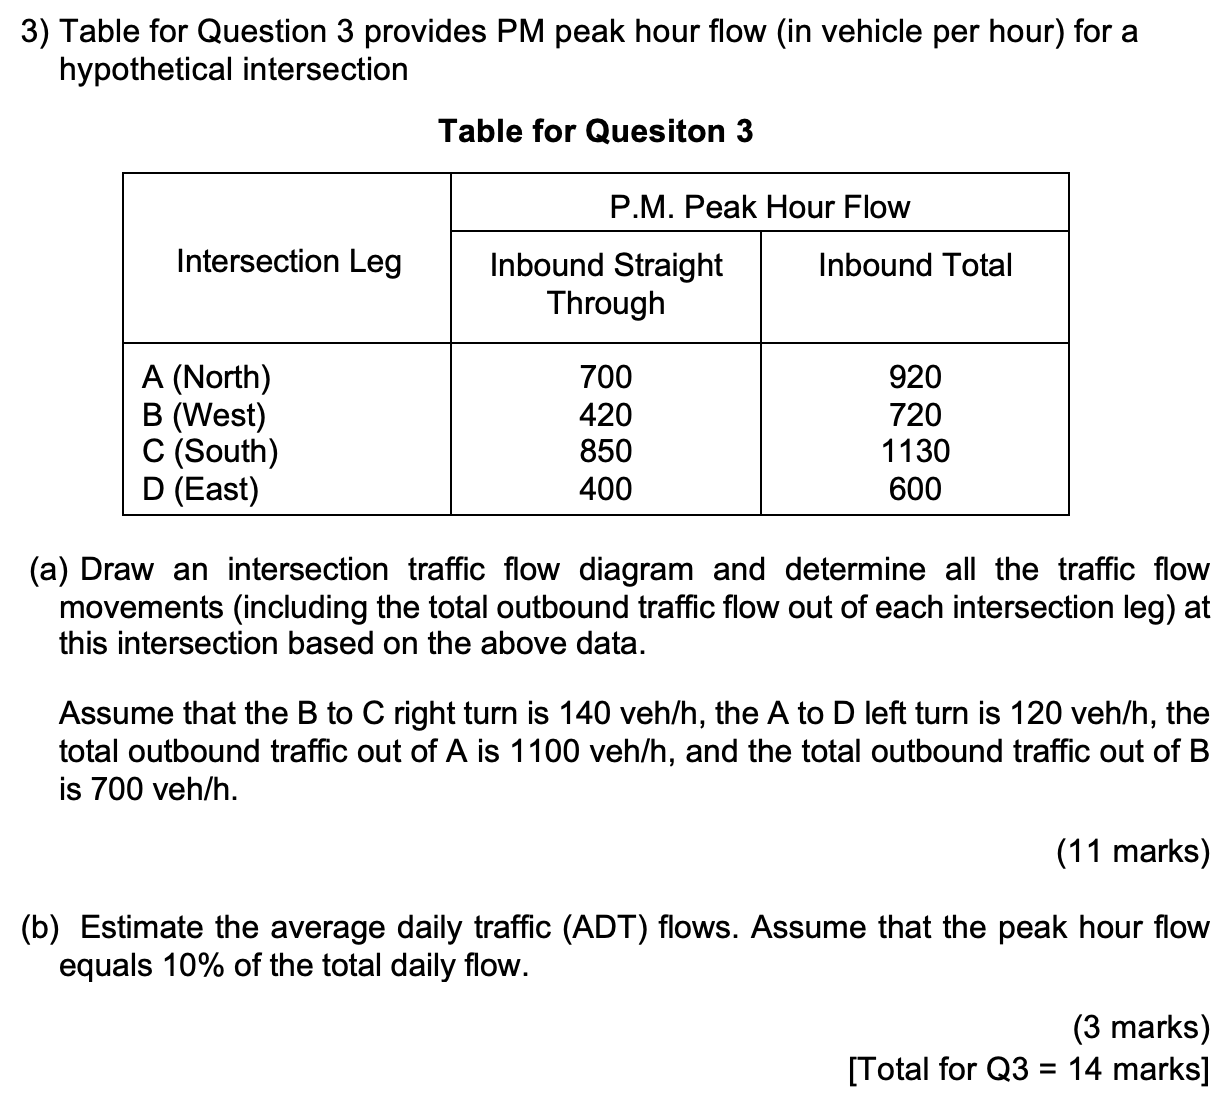 3) Table for Question 3 provides PM peak hour flow (in vehicle per hour) for a
hypothetical intersection
Table for Quesiton 3
P.M. Peak Hour Flow
Intersection Leg
Inbound Straight
Through
Inbound Total
A (North) 700 920
B (West) 420 720
C (South) 850 1130
D (East) 400 600
(a) Draw an intersection traffic flow diagram and determine all the traffic flow
movements (including the total outbound traffic flow out of each intersection leg) at
this intersection based on the above data.
Assume that the B to C right turn is 140 veh/h, the A to D left turn is 120 veh/h, the
total outbound traffic out of A is 1100 veh/h, and the total outbound traffic out of B
is 700 veh/h.
(11 marks)
(b) Estimate the average daily traffic (ADT) flows. Assume that the peak hour flow
equals 10% of the total daily flow.
(3 marks)
[Total for Q3 = 14 marks]